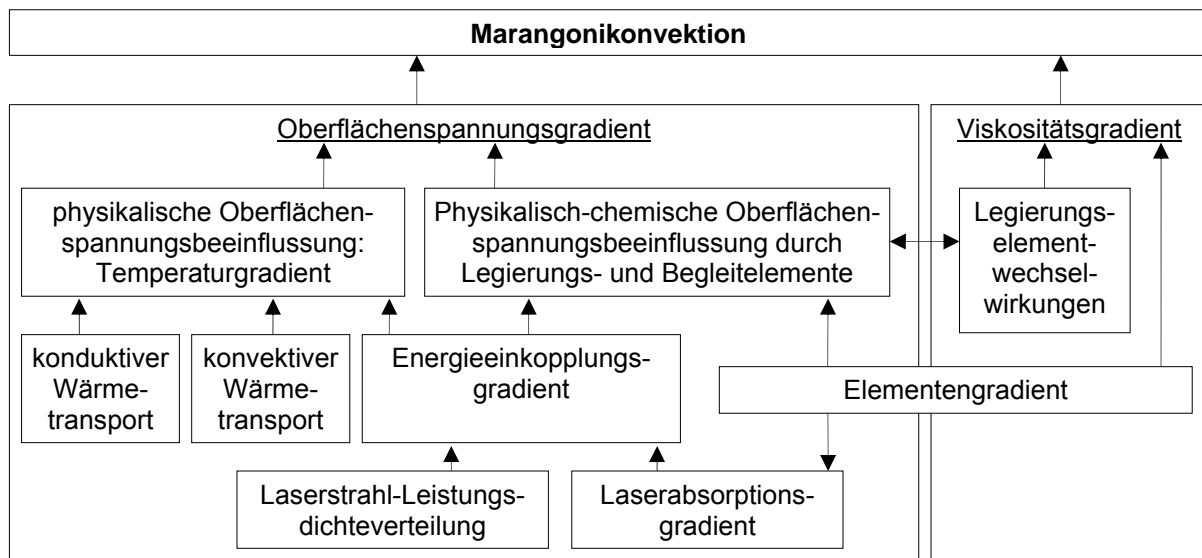 Marangonikonvektion
Oberflächenspannungsgradient
Viskositätsgradient
physikalische Oberflächen-
spannungsbeeinflussung:
Temperaturgradient
Physikalisch-chemische Oberflächen-
spannungsbeeinflussung durch
Legierungs- und Begleitelemente
Legierungs-
element-
wechsel-
wirkungen
konduktiver
Wärme-
transport
konvektiver
Wärme-
transport
Energieeinkopplungs-
gradient
Elementengradient
Laserstrahl-Leistungs-
dichteverteilung
Laserabsorptions-
gradient